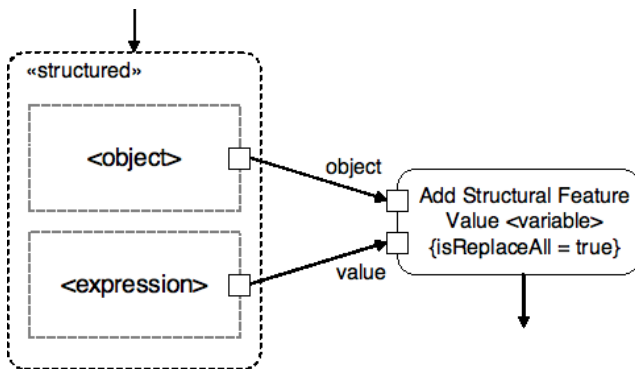 «structured»
<object>
object
Add Structural Feature
Value <variable>
{isReplaceAll = true}
<expression>
value